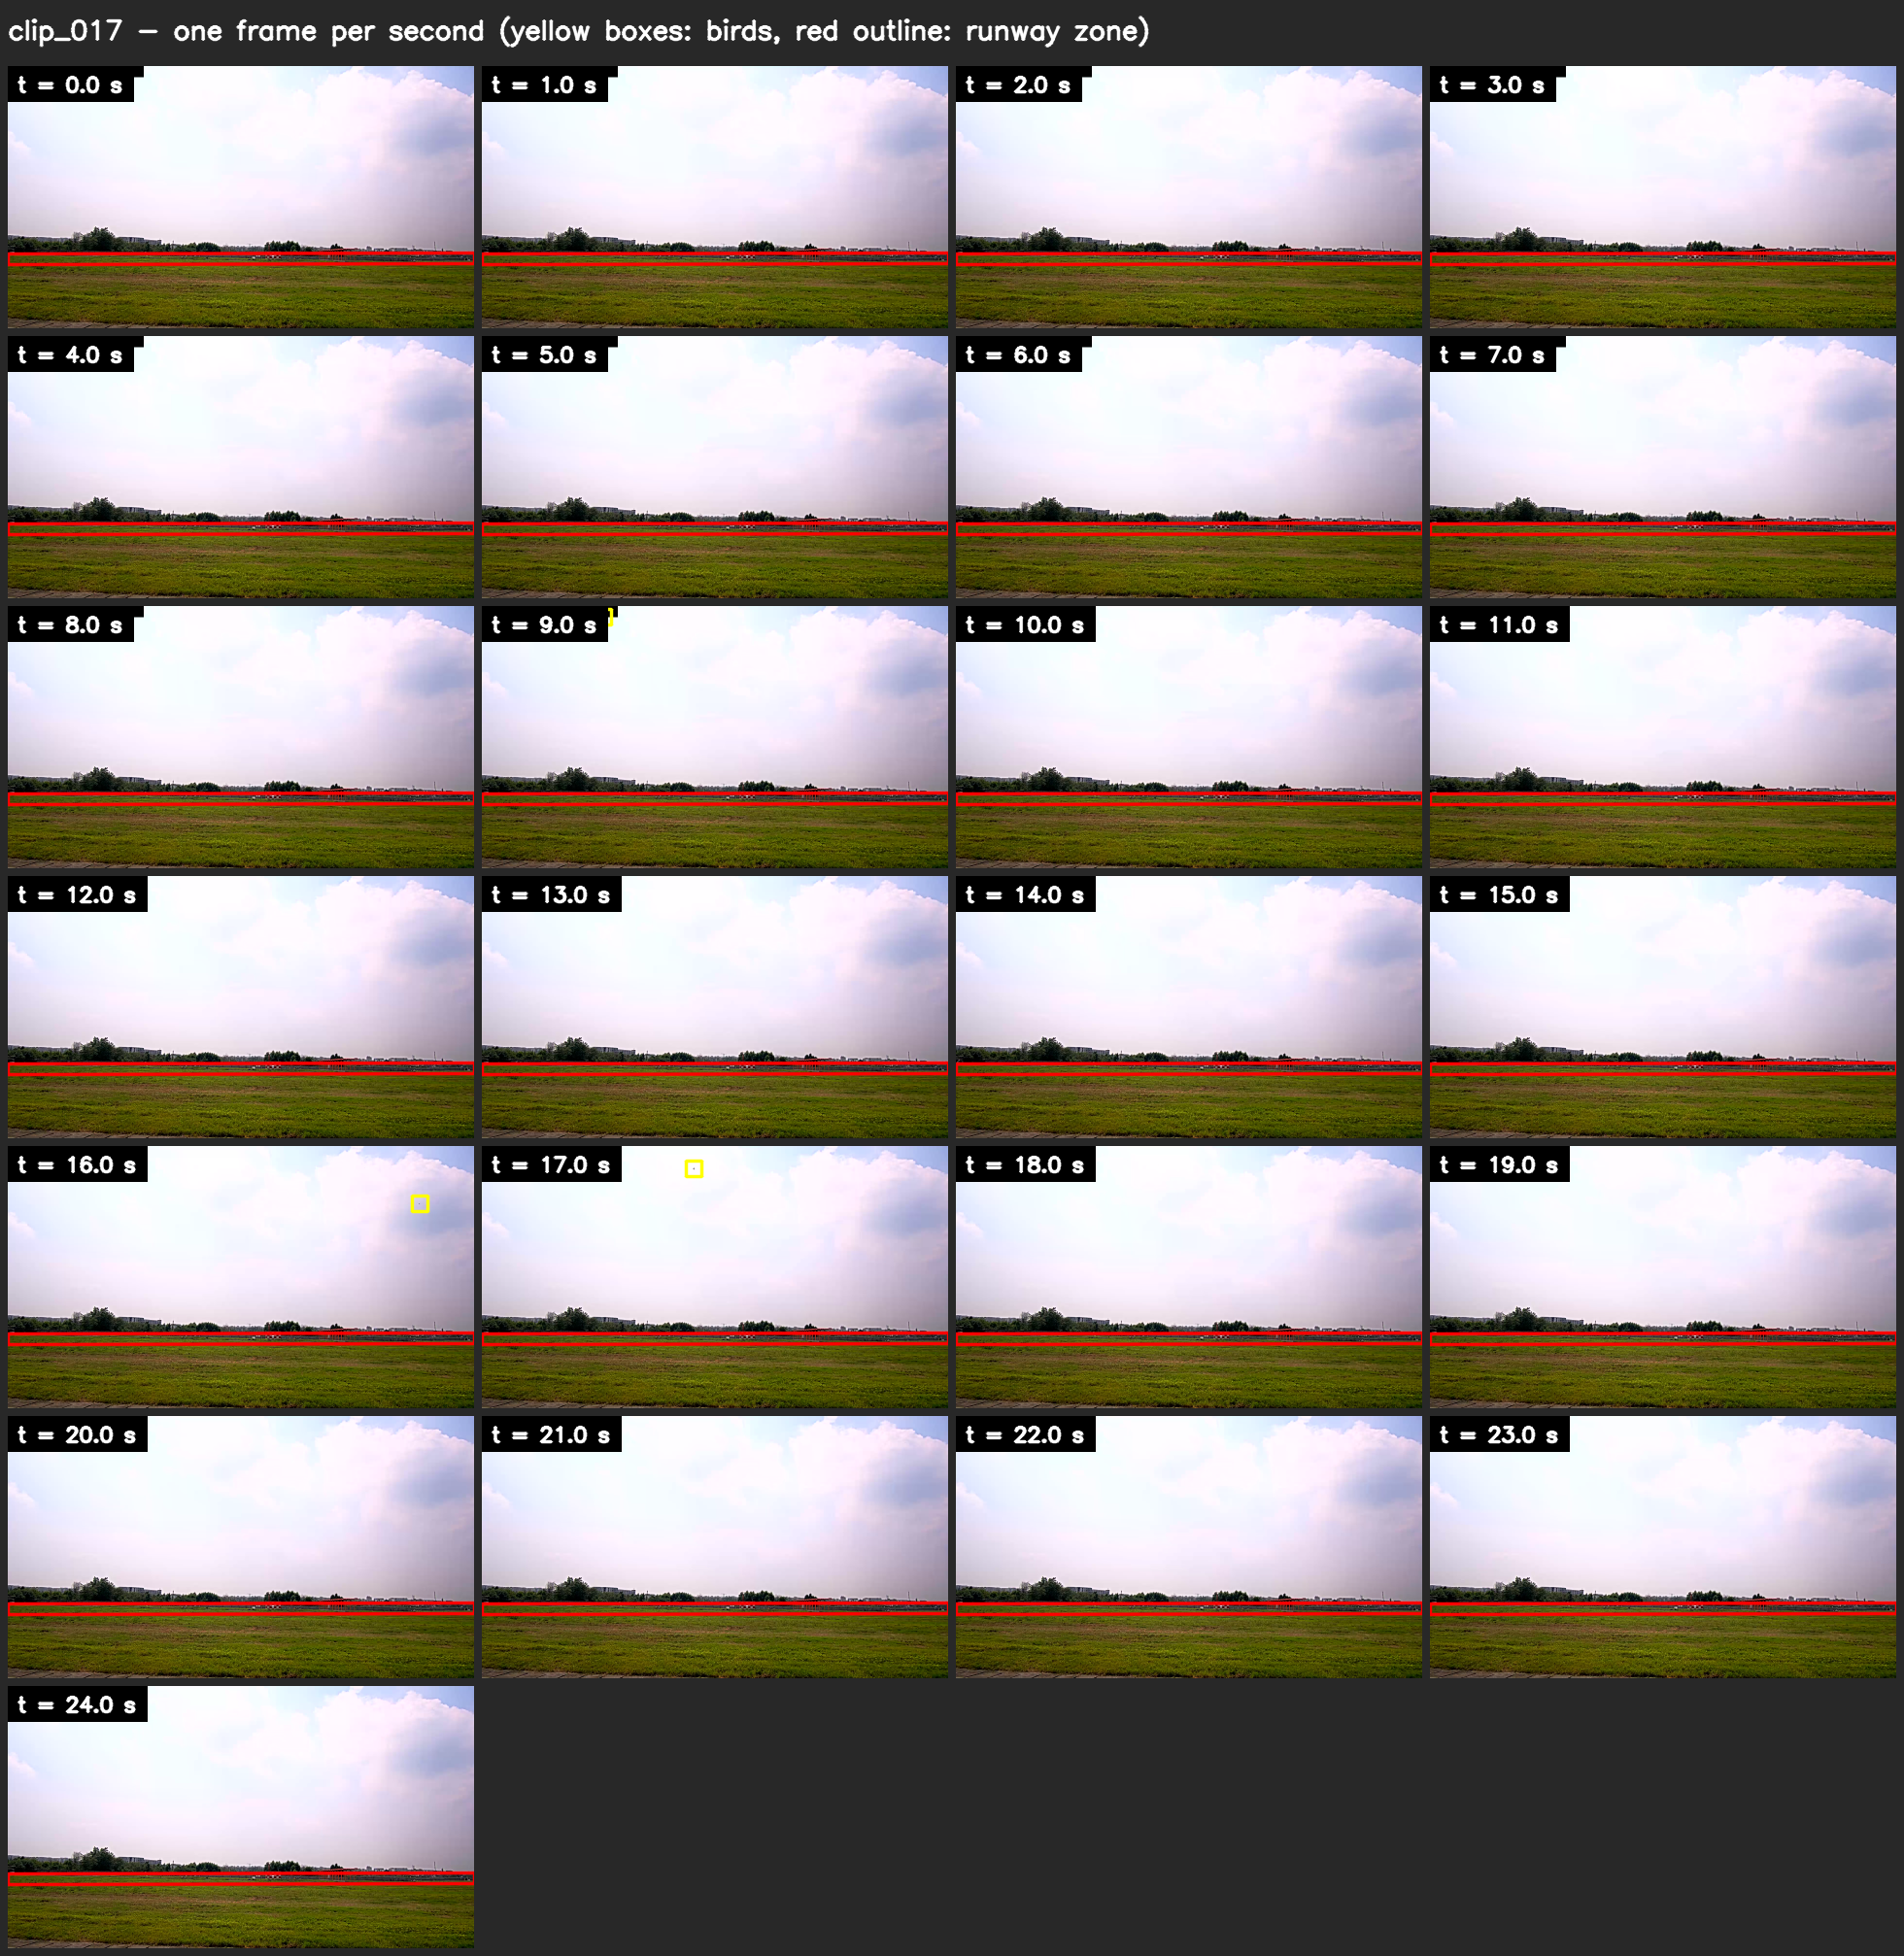 clip_017 — one frame per second (yellow boxes: birds, red outline: runway zone)
t = 0.0 s
t = 1.0 s
t = 2.0 s
t = 3.0 s
t = 4.0 s
t = 5.0 s
t = 6.0 s
t = 7.0 s
t = 8.0 s
t = 9.0 s
t = 10.0 s
t = 11.0 s
t = 12.0 s
t = 13.0 s
t = 14.0 s
t = 15.0 s
t = 16.0 s
t = 17.0 s
t = 18.0 s
t = 19.0 s
t = 20.0 s
t = 21.0 s
t = 22.0 s
t = 23.0 s
t = 24.0 s